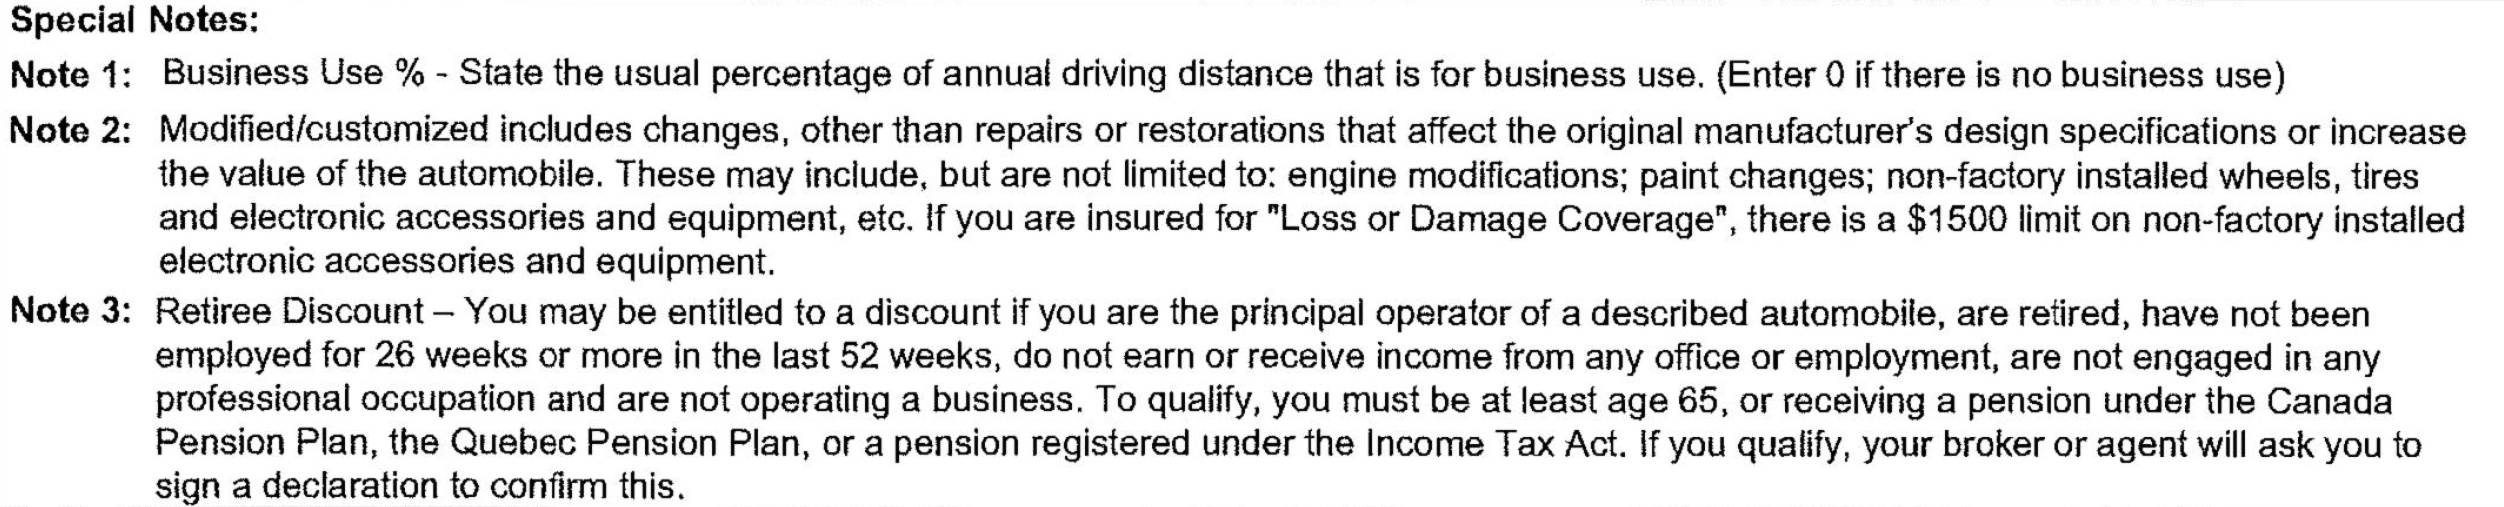 Special Notes:
Note 1: Business Use % - State the usual percentage of annual driving distance that is for business use. (Enter 0 if there is no business use)
Note 2: Modified/customized includes changes, other than repairs or restorations that affect the original manufacturer's design specifications or increase
the value of the automobile. These may include, but are not limited to: engine modifications; paint changes; non-factory installed wheels, tires
and electronic accessories and equipment, etc. If you are insured for "Loss or Damage Coverage", there is a $1500 limit on non-factory installed
electronic accessories and equipment.
Note 3: Retiree Discount – You may be entitled to a discount if you are the principal operator of a described automobile, are retired, have not been
employed for 26 weeks or more in the last 52 weeks, do not earn or receive income from any office or employment, are not engaged in any
professional occupation and are not operating a business. To qualify, you must be at least age 65, or receiving a pension under the Canada
Pension Plan, the Quebec Pension Plan, or a pension registered under the Income Tax Act. If you qualify, your broker or agent will ask you to
sign a declaration to confirm this.